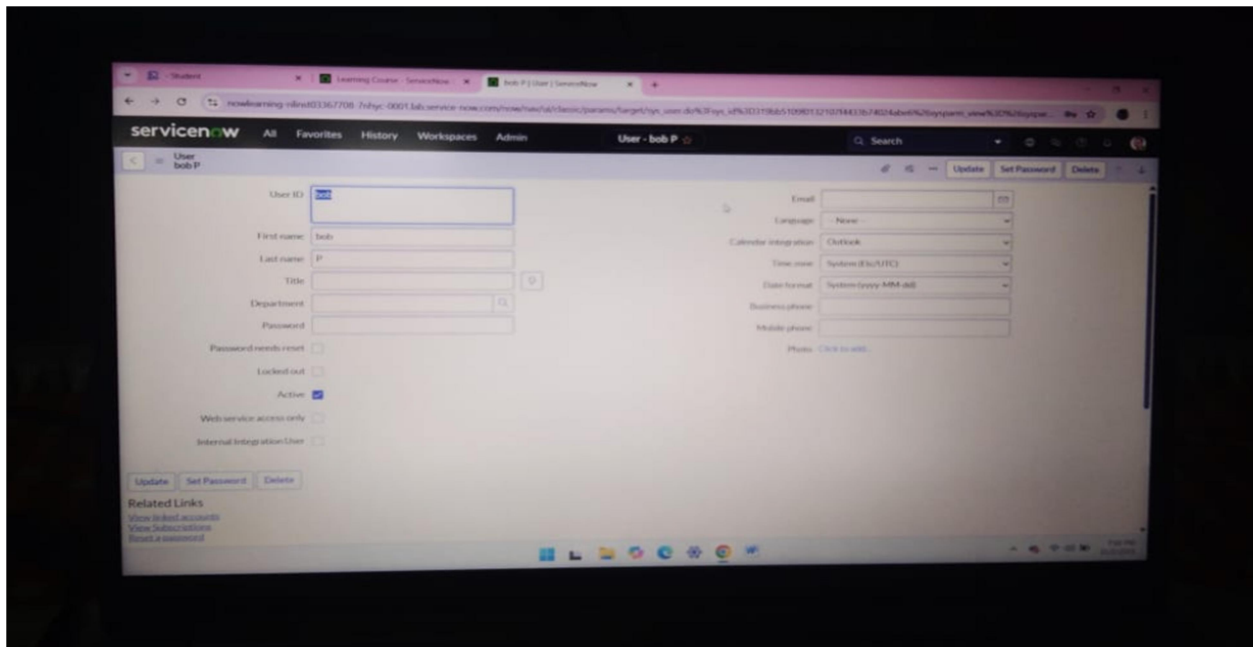 - Student
Learning Course - ServiceNow
bob P | User | ServiceNow
servicenow All Favorites History Workspaces Admin User - bob P Search
User
bob P
Update Set Password Delete
User ID bob
First name bob
Last name P
Title
Department
Password
Password needs reset
Locked out
Active
Web service access only
Internal Integration User
Email
Language -- None --
Calendar integration Outlook
Time zone System (Etc/UTC)
Date format System (yyyy-MM-dd)
Business phone
Mobile phone
Photo Click to add...
Update Set Password Delete
Related Links
View linked accounts
View Subscriptions
Reset a password